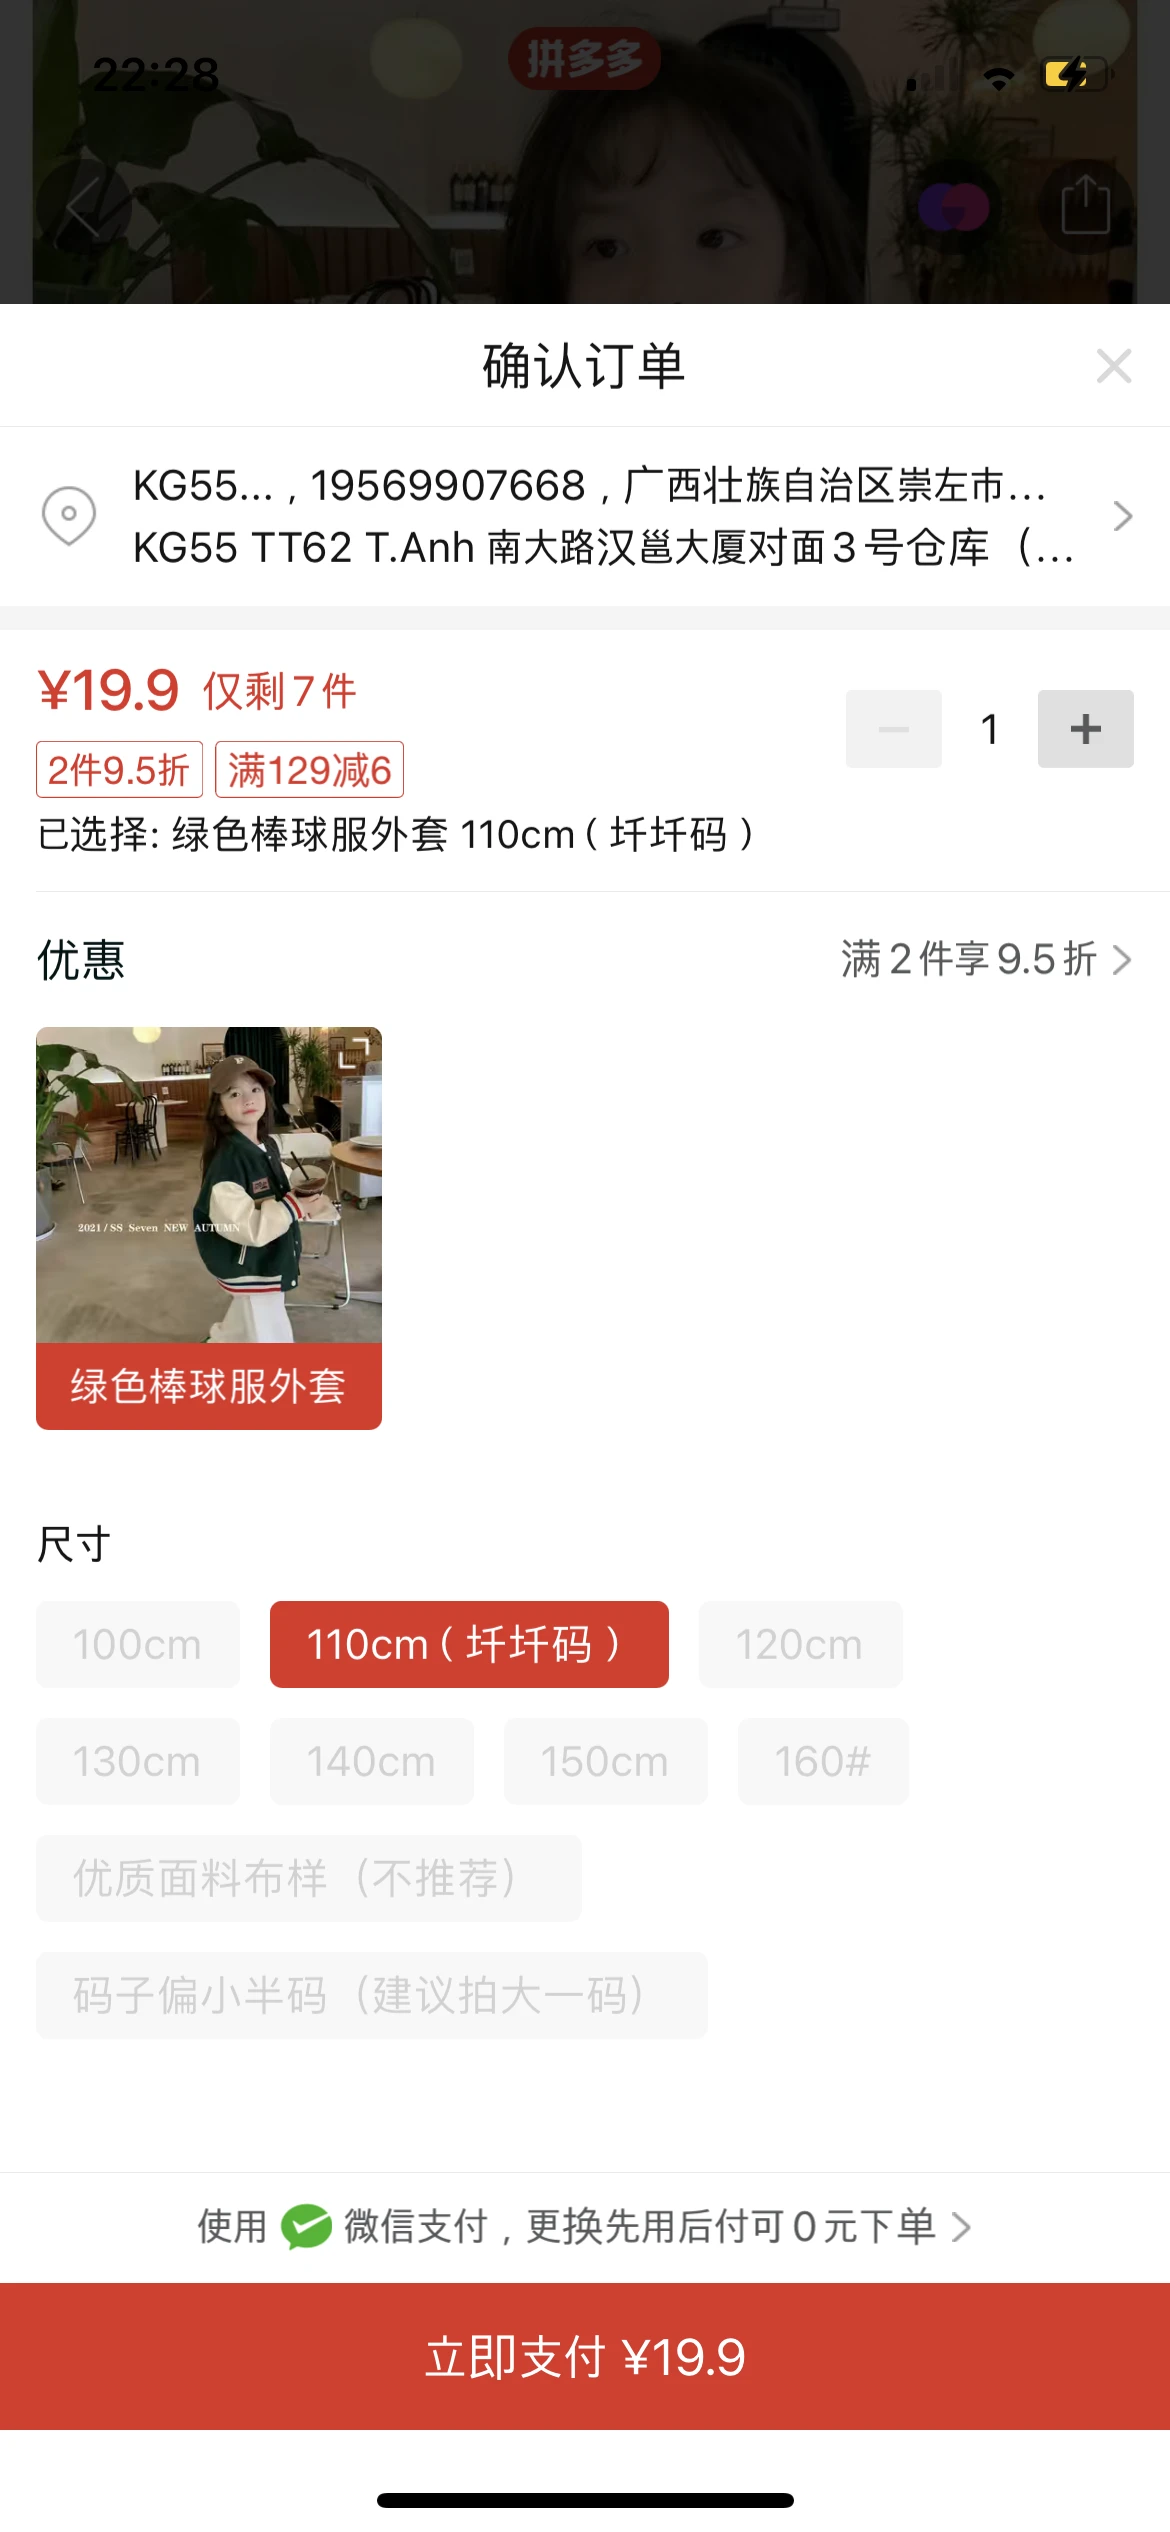 22:28
拼多多
确认订单
KG55...，19569907668，广西壮族自治区崇左市...
KG55 TT62 T.Anh 南大路汉邕大厦对面3号仓库（...
¥19.9 仅剩7件
1
2件9.5折 满129减6
已选择: 绿色棒球服外套 110cm（圲圲码）
优惠 满2件享9.5折
2021/SS Seven NEW AUTUMN
绿色棒球服外套
尺寸
100cm 110cm（圲圲码） 120cm
130cm 140cm 150cm 160#
优质面料布样（不推荐）
码子偏小半码（建议拍大一码）
使用 微信支付，更换先用后付可0元下单
立即支付 ¥19.9